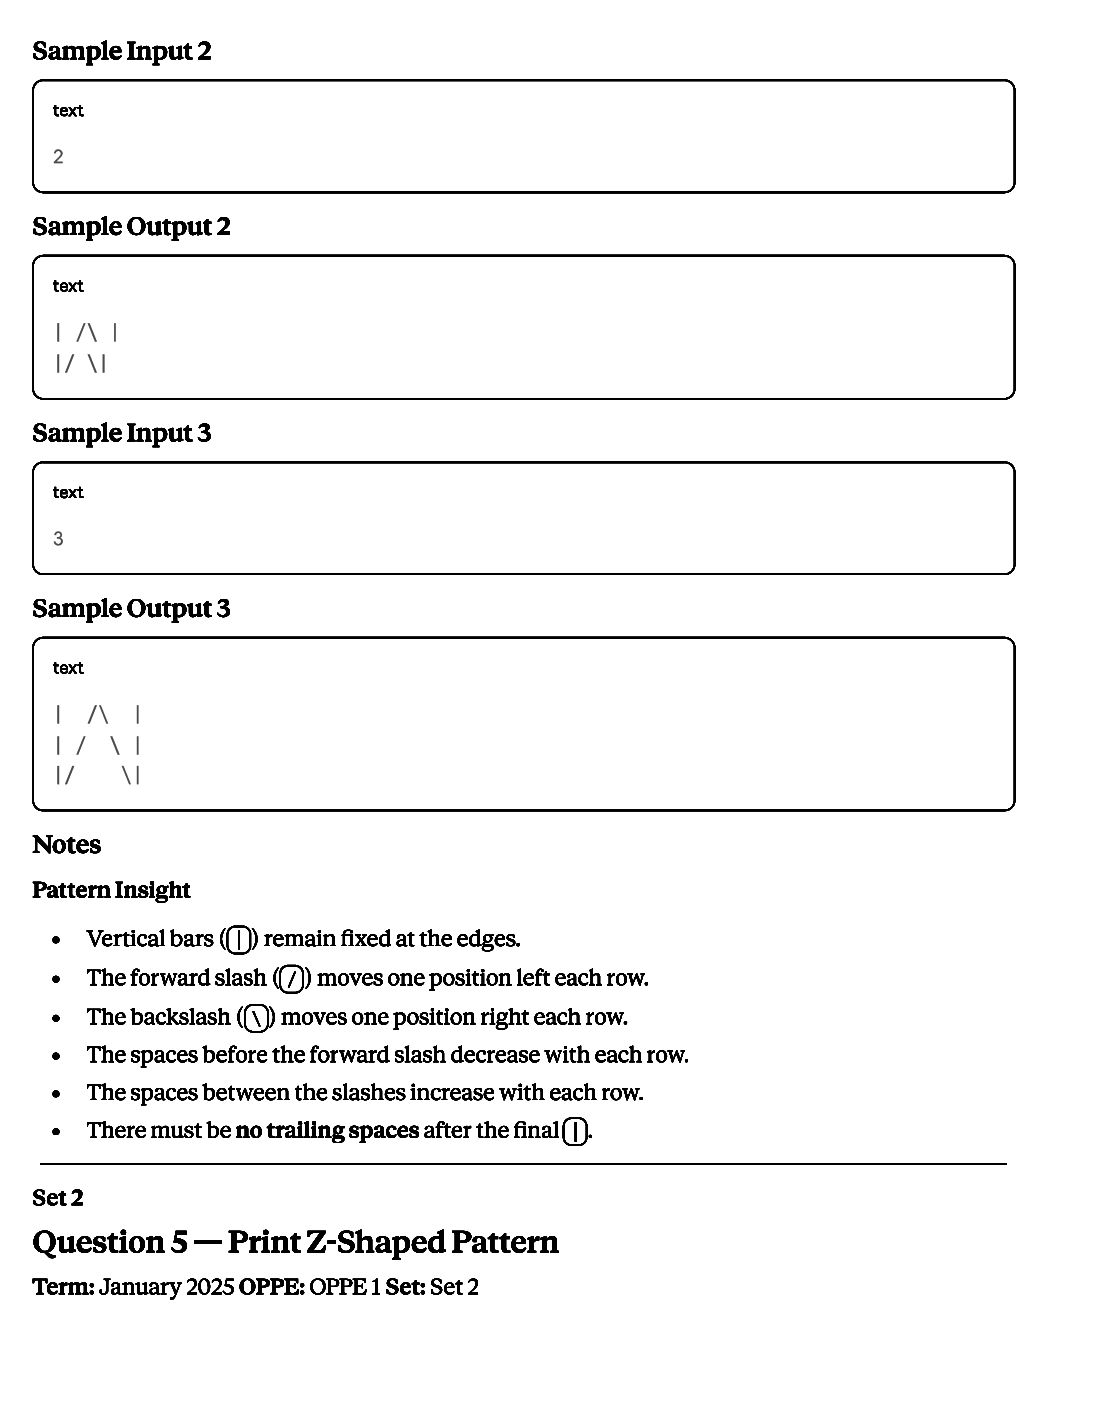 Sample Input 2
text
2
Sample Output 2
text
| /\ |
|/ \|
Sample Input 3
text
3
Sample Output 3
text
|  /\  |
| /  \ |
|/    \|
Notes
Pattern Insight
• Vertical bars (|) remain fixed at the edges.
• The forward slash (/) moves one position left each row.
• The backslash (\) moves one position right each row.
• The spaces before the forward slash decrease with each row.
• The spaces between the slashes increase with each row.
• There must be no trailing spaces after the final |.
Set 2
Question 5 — Print Z-Shaped Pattern
Term: January 2025 OPPE: OPPE 1 Set: Set 2